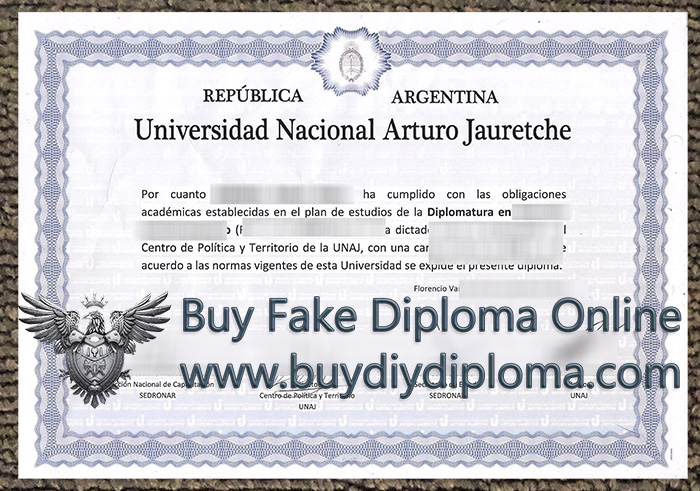 REPÚBLICA ARGENTINA
Universidad Nacional Arturo Jauretche
Por cuanto ha cumplido con las obligaciones
académicas establecidas en el plan de estudios de la Diplomatura en
Centro de Política y Territorio de la UNAJ, con una
acuerdo a las normas vigentes de esta Universidad se expide el presente diploma.
Florencio
Buy Fake Diploma Online
www.buydiydiploma.com
SEDRONAR
Centro de Política y Territorio
SEDRONAR
UNAJ
UNAJ